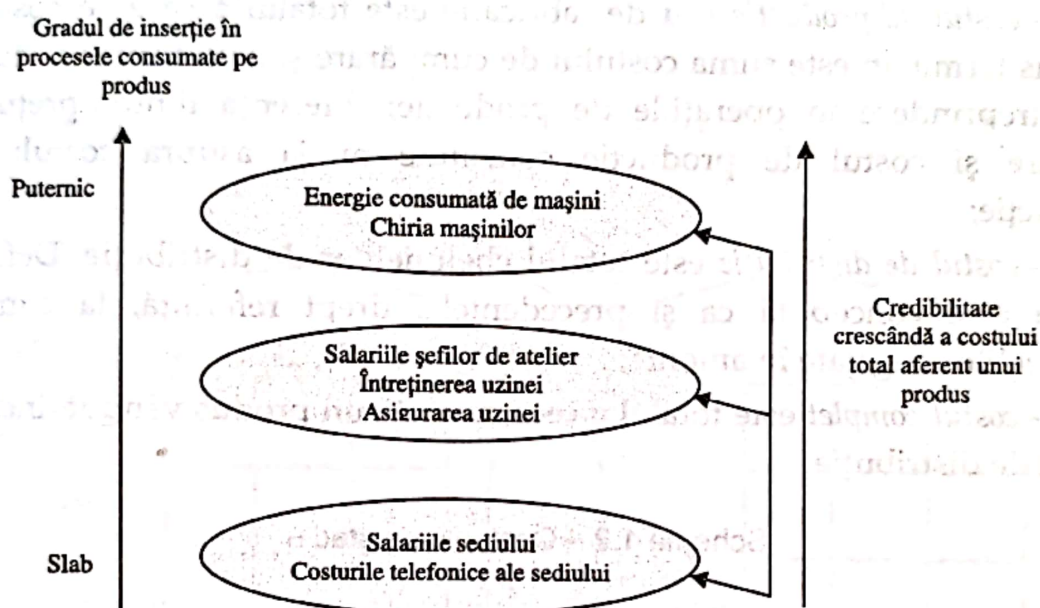 Gradul de inserție în
procesele consumate pe
produs
Puternic
Energie consumată de mașini
Chiria mașinilor
Salariile șefilor de atelier
Întreținerea uzinei
Asigurarea uzinei
Credibilitate
crescândă a costului
total aferent unui
produs
Slab
Salariile sediului
Costurile telefonice ale sediului